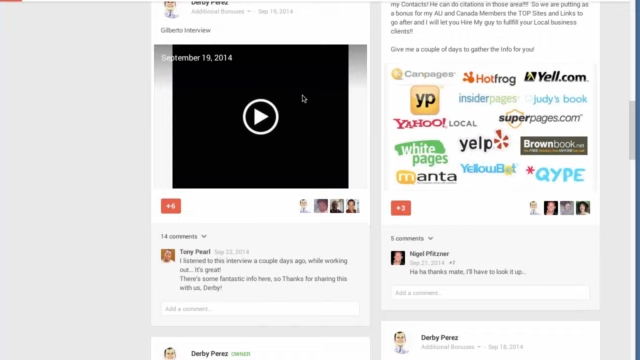 Derby Perez
Additional Bonuses - Sep 19, 2014
Gilberto Interview
September 19, 2014
+6
14 comments
Tony Pearl Sep 22, 2014
I listened to this interview a couple days ago, while working
out... it's great!
There's some fantastic info here, so Thanks for sharing this
with us, Derby!
Add a comment...
Derby Perez OWNER
my Contacts! He can do citations in those area!!!! So we are putting as
a bonus for my AU and Canada Members the TOP Sites and Links to
go after and I will let you Hire My guy to fullfill your Local business
clients!!
Give me a couple of days to gather the Info for you!
Canpages
Hotfrog
Yell.com
yp
insiderpages
judy's book
YAHOO! LOCAL
superpages.com
white
pages
yelp
Brownbook.net
manta
YellowBot
*QYPE
+3
5 comments
Nigel Pfitzner
Sep 21, 2014 +1
Ha ha thanks mate, I'll have to look it up...
Add a comment...
Derby Perez
Additional Bonuses - Sep 18, 2014